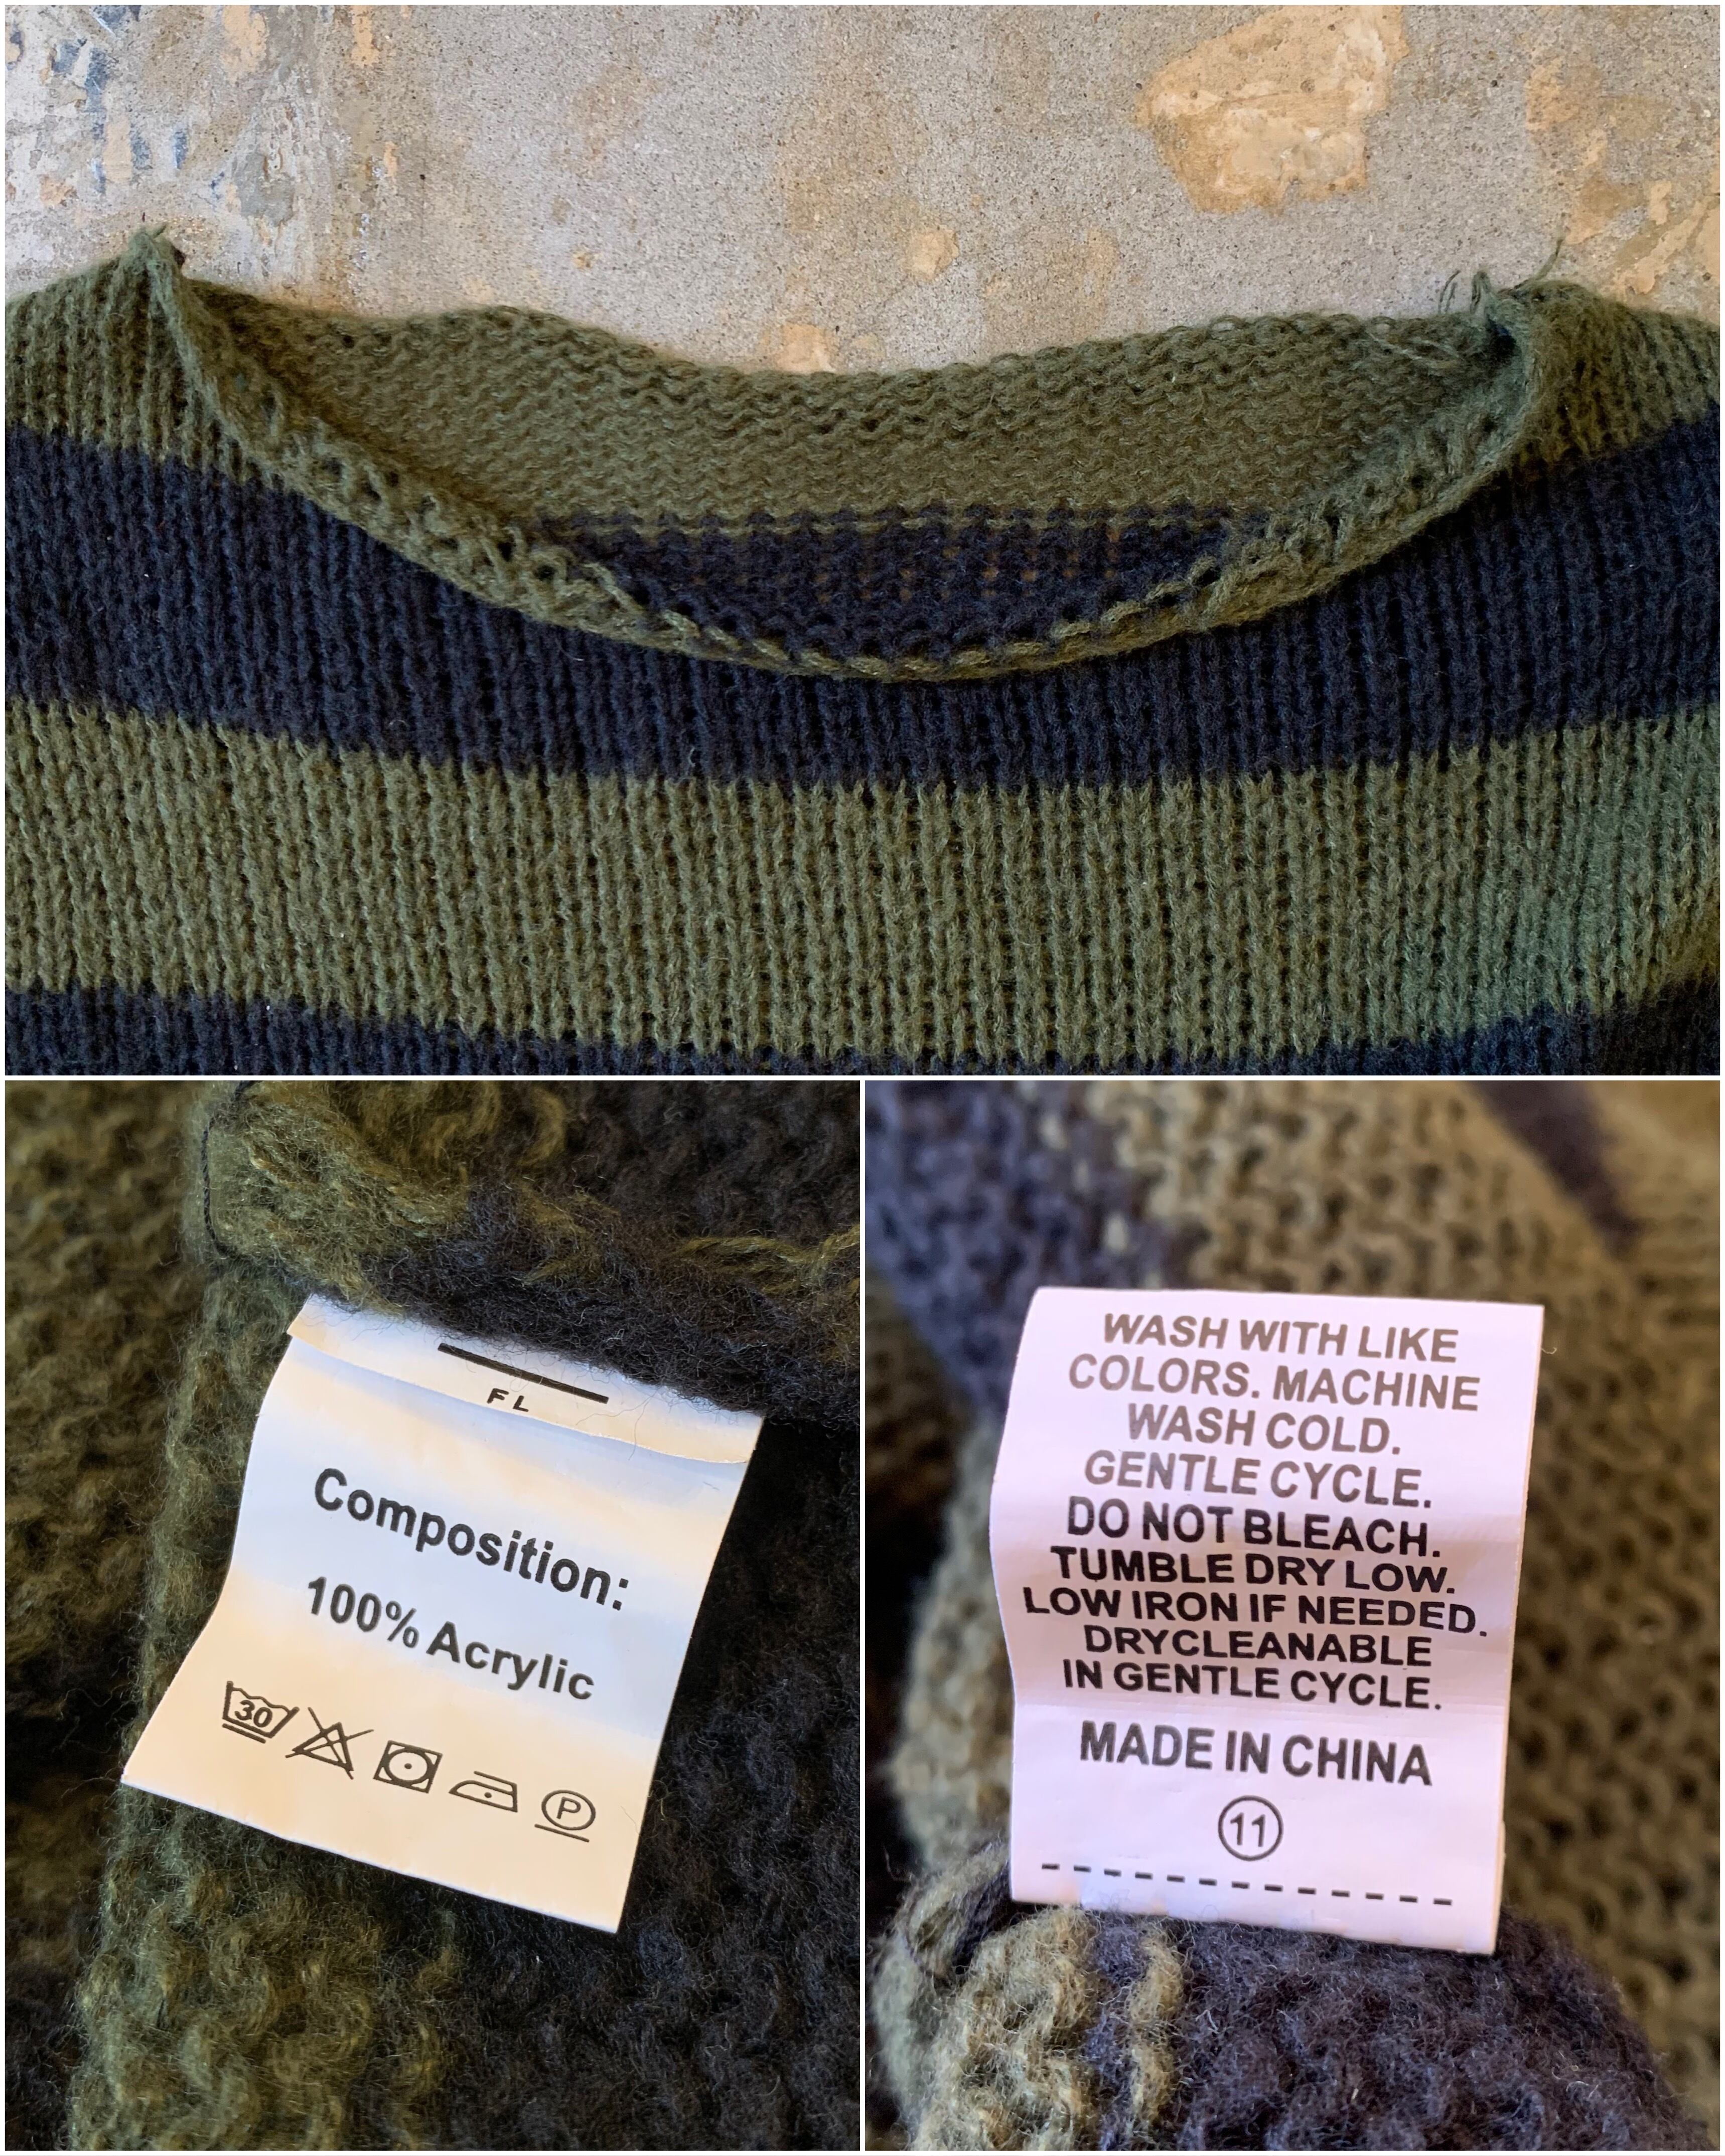 FL
Composition:
100% Acrylic
30
P
WASH WITH LIKE
COLORS. MACHINE
WASH COLD.
GENTLE CYCLE.
DO NOT BLEACH.
TUMBLE DRY LOW.
LOW IRON IF NEEDED.
DRYCLEANABLE
IN GENTLE CYCLE.
MADE IN CHINA
11